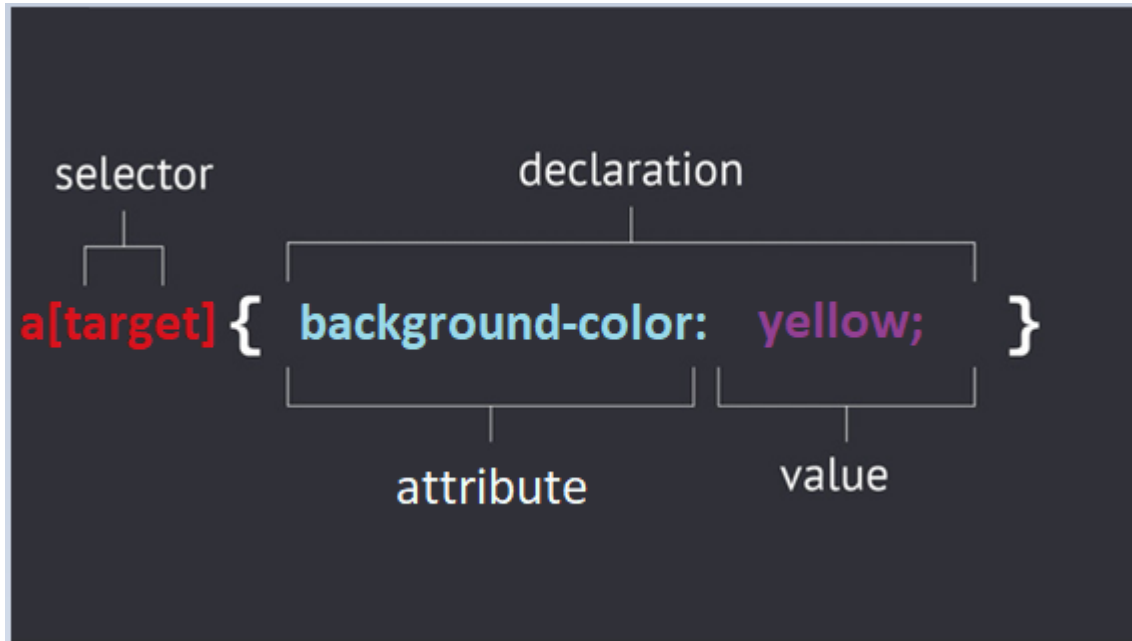 selector declaration
a[target] { background-color: yellow; }
attribute value